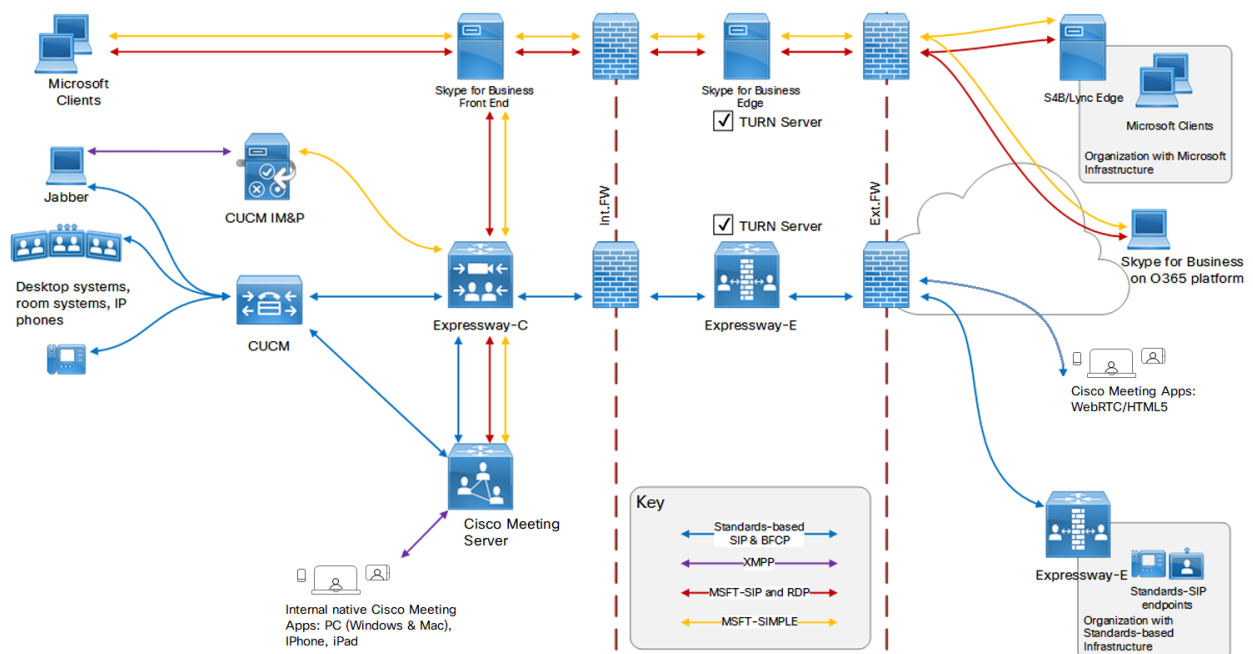 Microsoft
Clients
Skype for Business
Front End
Skype for Business
Edge
TURN Server
S4B/Lync Edge
Microsoft Clients
Organization with Microsoft
Infrastructure
Jabber
CUCM IM&P
Int.FW
Ext.FW
TURN Server
Skype for Business
on O365 platform
Desktop systems,
room systems, IP
phones
CUCM
Expressway-C
Expressway-E
Cisco Meeting Apps:
WebRTC/HTML5
Cisco Meeting
Server
Internal native Cisco Meeting
Apps: PC (Windows & Mac),
IPhone, iPad
Key
Standards-based
SIP & BFCP
XMPP
MSFT-SIP and RDP
MSFT-SIMPLE
Expressway-E
Standards-SIP
endpoints
Organization with
Standards-based
Infrastructure